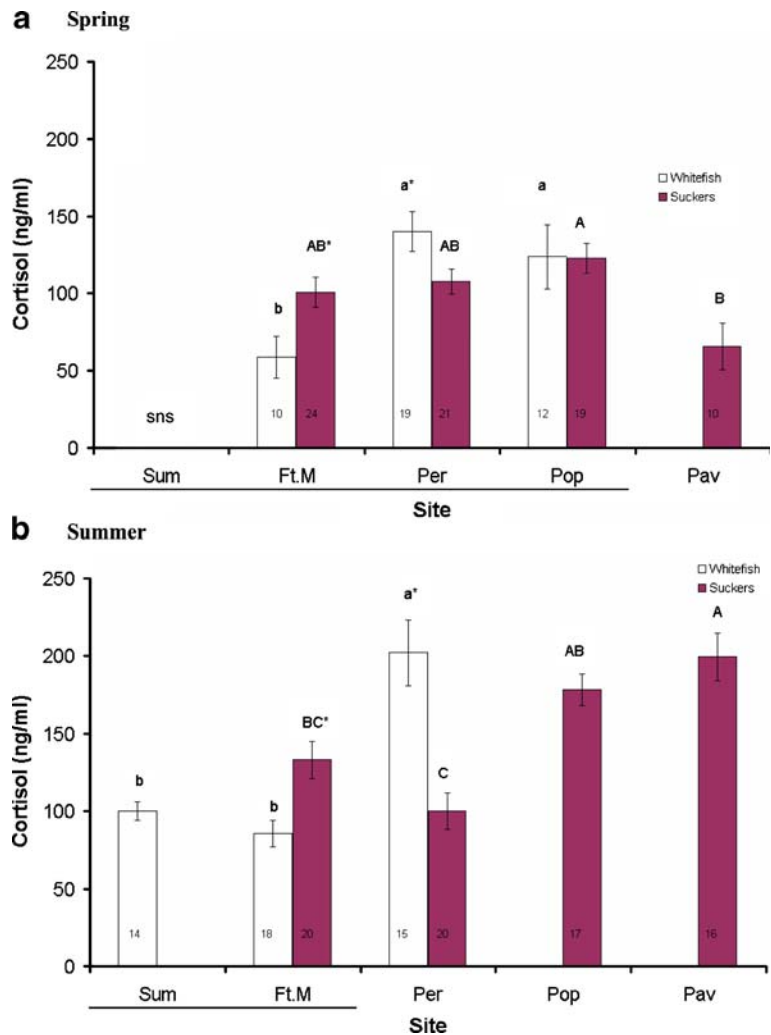 a Spring
250
200
150
100
50
0
Cortisol (ng/ml)
Whitefish
Suckers
sns
b
AB*
a*
AB
a
A
B
10
24
19
21
12
19
10
Sum Ft.M Per Pop Pav
Site
b Summer
250
200
150
100
50
0
Cortisol (ng/ml)
Whitefish
Suckers
b
b
BC*
a*
C
AB
A
14
18
20
15
20
17
16
Sum Ft.M Per Pop Pav
Site